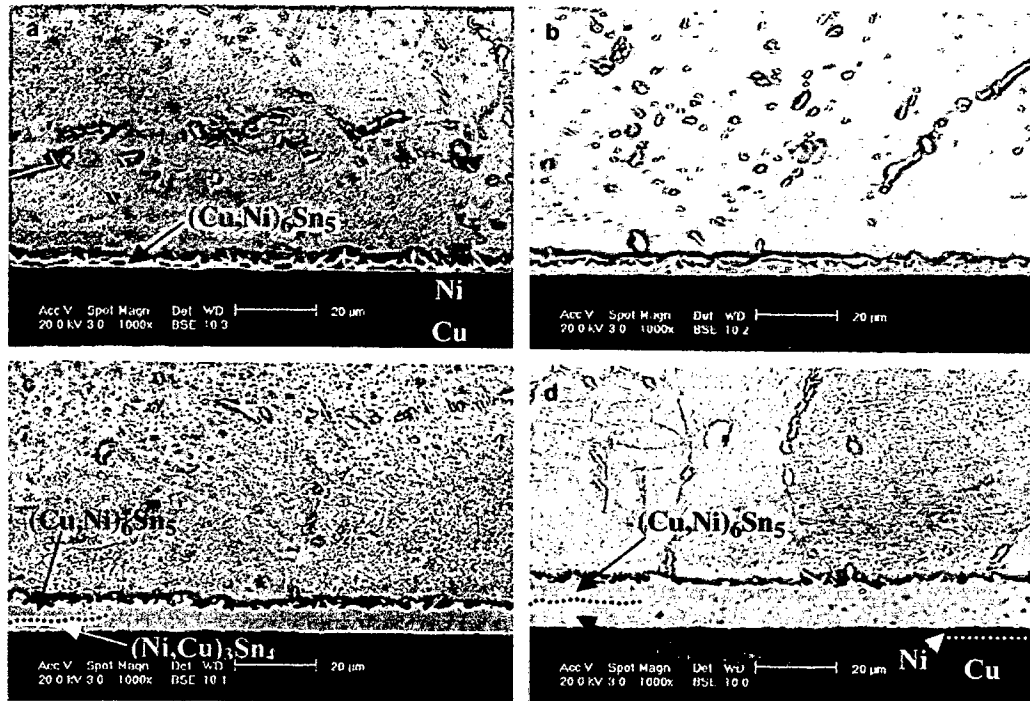 a
(Cu,Ni)6Sn5
Ni
Cu
Acc V Spot Magn Det WD 20 µm
20.0 kV 3.0 1000x BSE 10.3
b
Acc V Spot Magn Det WD 20 µm
20.0 kV 3.0 1000x BSE 10.2
c
(Cu,Ni)6Sn5
(Ni,Cu)3Sn4
Acc V Spot Magn Det WD 20 µm
20.0 kV 3.0 1000x BSE 10.1
d
(Cu,Ni)6Sn5
Ni
Cu
Acc V Spot Magn Det WD 20 µm
20.0 kV 3.0 1000x BSE 10.0